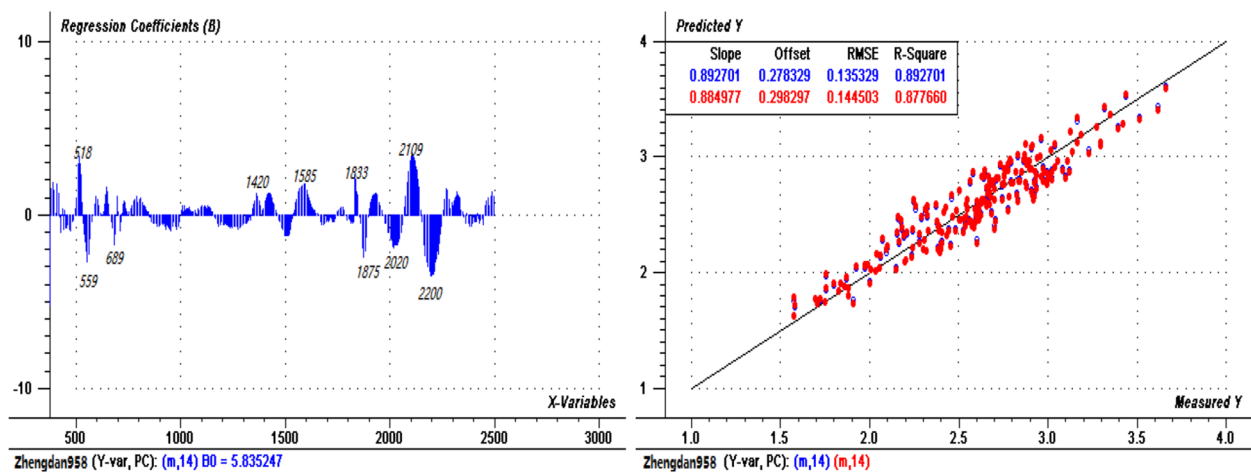 Regression Coefficients (B)
10
0
-10
518
559
689
1420
1585
1833
1875
2020
2109
2200
X-Variables
500 1000 1500 2000 2500 3000
Zhengdan958 (Y-var, PC): (m,14) B0 = 5.835247
Predicted Y
4
3
2
1
Slope Offset RMSE R-Square
0.892701 0.278329 0.135329 0.892701
0.884977 0.298297 0.144503 0.877660
Measured Y
1.0 1.5 2.0 2.5 3.0 3.5 4.0
Zhengdan958 (Y-var, PC): (m,14) (m,14)